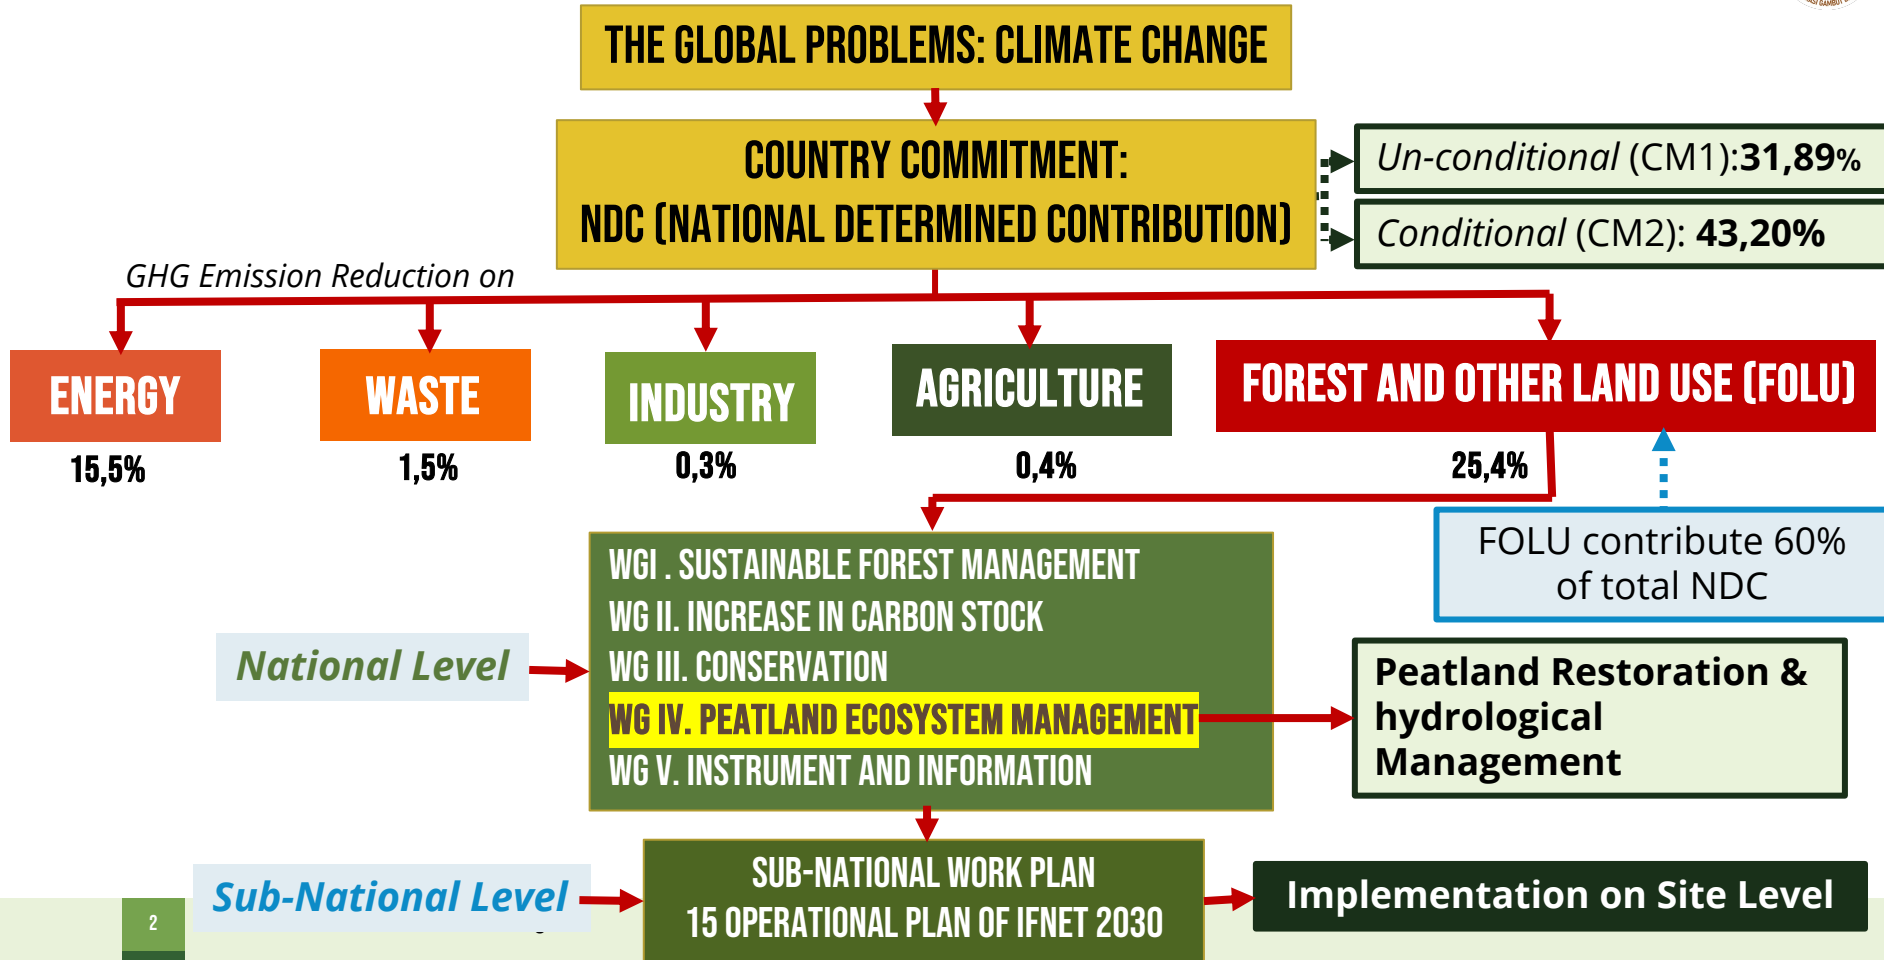 THE GLOBAL PROBLEMS: CLIMATE CHANGE
COUNTRY COMMITMENT:
NDC (NATIONAL DETERMINED CONTRIBUTION)
Un-conditional (CM1):31,89%
Conditional (CM2): 43,20%
GHG Emission Reduction on
ENERGY
WASTE
INDUSTRY
AGRICULTURE
FOREST AND OTHER LAND USE (FOLU)
15,5%
1,5%
0,3%
0,4%
25,4%
FOLU contribute 60%
of total NDC
WGI . SUSTAINABLE FOREST MANAGEMENT
WG II. INCREASE IN CARBON STOCK
WG III. CONSERVATION
WG IV. PEATLAND ECOSYSTEM MANAGEMENT
WG V. INSTRUMENT AND INFORMATION
National Level
Peatland Restoration &
hydrological
Management
Sub-National Level
SUB-NATIONAL WORK PLAN
15 OPERATIONAL PLAN OF IFNET 2030
Implementation on Site Level
2